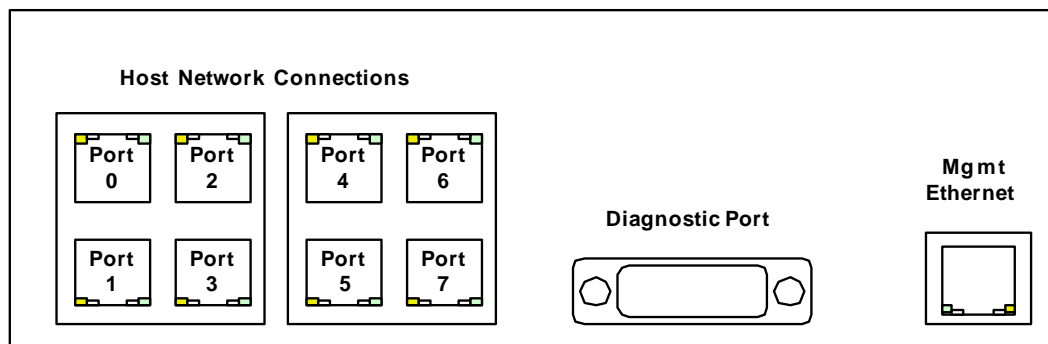 Host Network Connections
Port
0
Port
2
Port
4
Port
6
Port
1
Port
3
Port
5
Port
7
Diagnostic Port
Mgmt
Ethernet